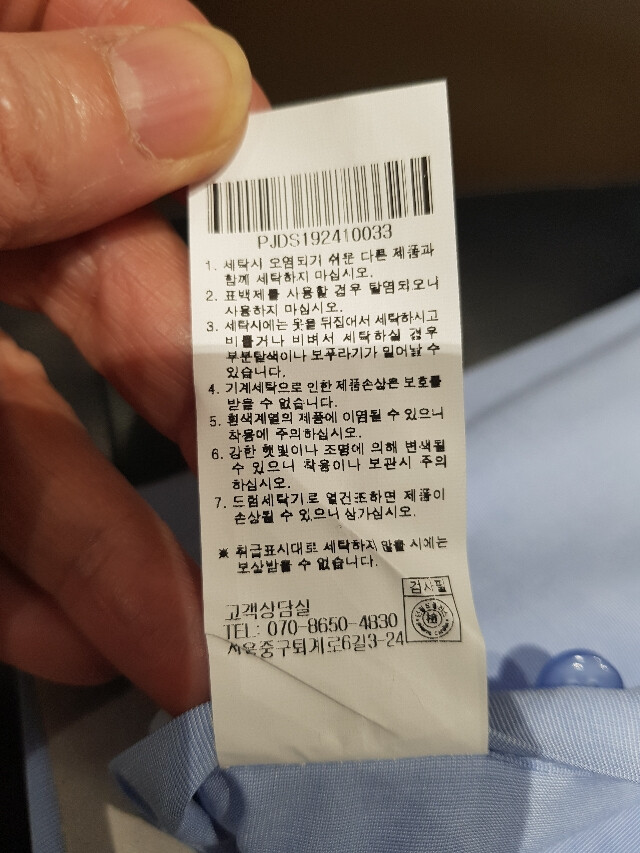 PJDS192410033
1. 세탁시 오염되기 쉬운 다른 제품과
함께 세탁하지 마십시오.
2. 표백제를 사용할 경우 탈염되오니
사용하지 마십시오.
3. 세탁시에는 옷을 뒤집어서 세탁하시고
비틀거나 비벼서 세탁하실 경우
부분탈색이나 보푸라기가 일어날 수
있습니다.
4. 기계세탁으로 인한 제품손상은 보호를
받을 수 없습니다.
5. 흰색계열의 제품에 이염될 수 있으니
착용에 주의하십시오.
6. 강한 햇빛이나 조명에 의해 변색될
수 있으니 착용이나 보관시 주의
하십시오.
7. 드럼세탁기로 열건조하면 제품이
손상될 수 있으니 삼가십시오.
※ 취급표시대로 세탁하지 않을 시에는
보상받을 수 없습니다.
검사필
고객상담실
TEL: 070-8650-4830
서울중구퇴계로6길3-24